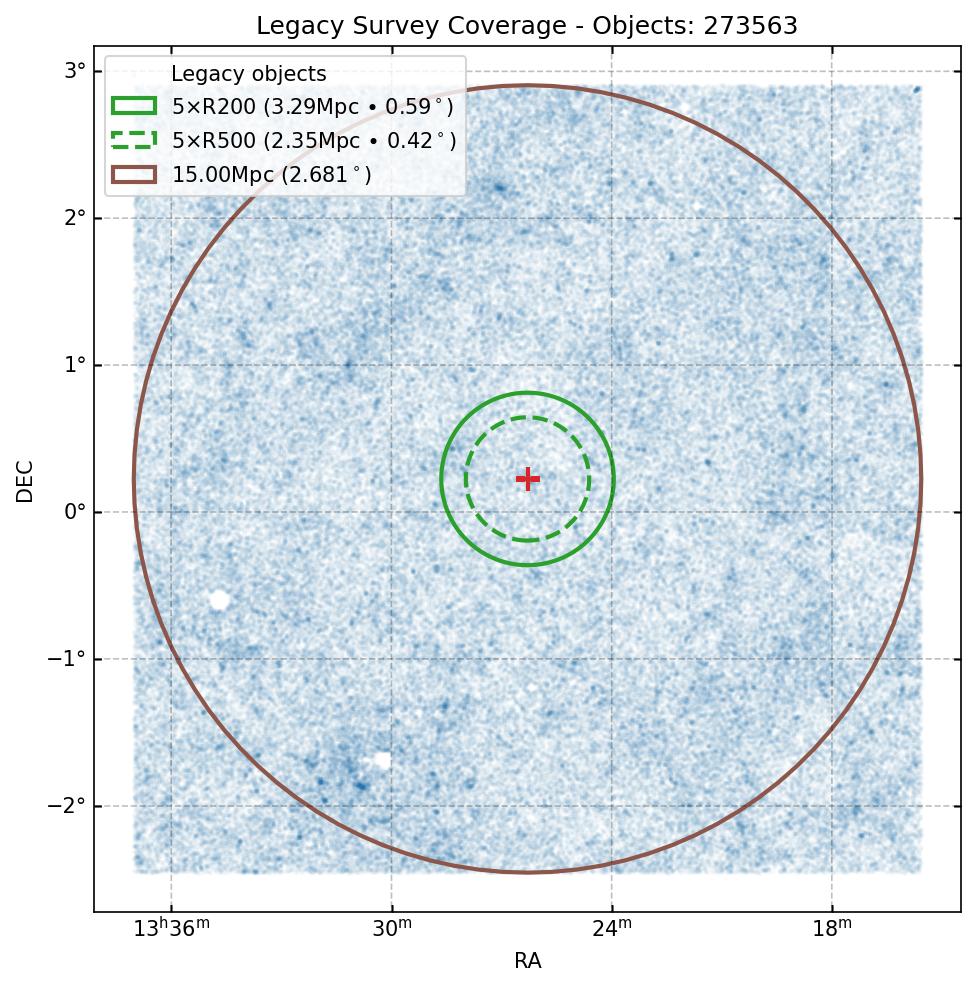 Legacy Survey Coverage - Objects: 273563
Legacy objects
5×R200 (3.29Mpc • 0.59°)
5×R500 (2.35Mpc • 0.42°)
15.00Mpc (2.681°)
3°
2°
1°
0°
−1°
−2°
DEC
13ʰ36ᵐ 30ᵐ 24ᵐ 18ᵐ
RA